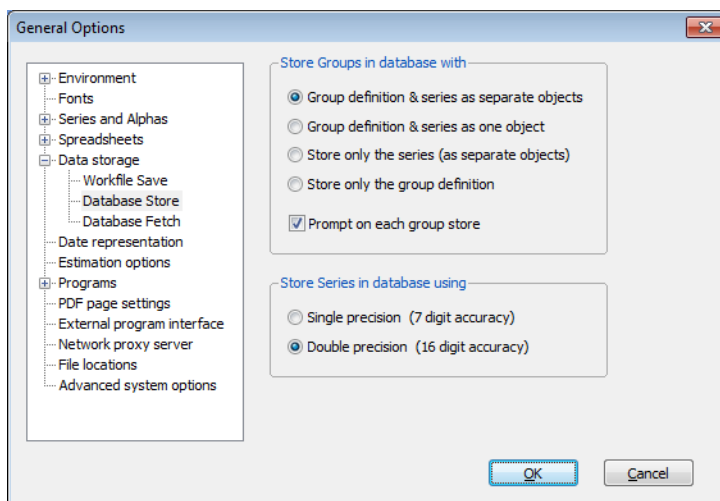 General Options
Environment
Fonts
Series and Alphas
Spreadsheets
Data storage
Workfile Save
Database Store
Database Fetch
Date representation
Estimation options
Programs
PDF page settings
External program interface
Network proxy server
File locations
Advanced system options
Store Groups in database with
Group definition & series as separate objects
Group definition & series as one object
Store only the series (as separate objects)
Store only the group definition
Prompt on each group store
Store Series in database using
Single precision (7 digit accuracy)
Double precision (16 digit accuracy)
OK
Cancel